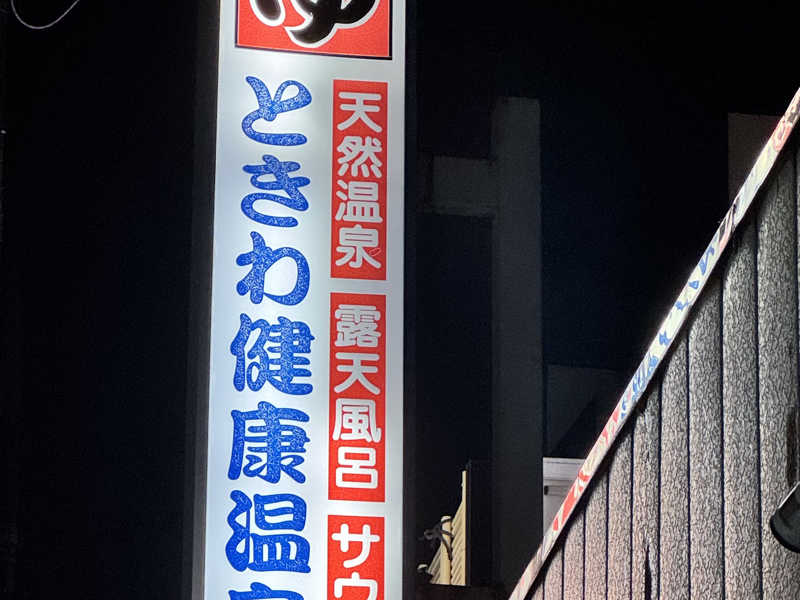 ゆ
ときわ健康温
天然温泉
露天風呂
サウ